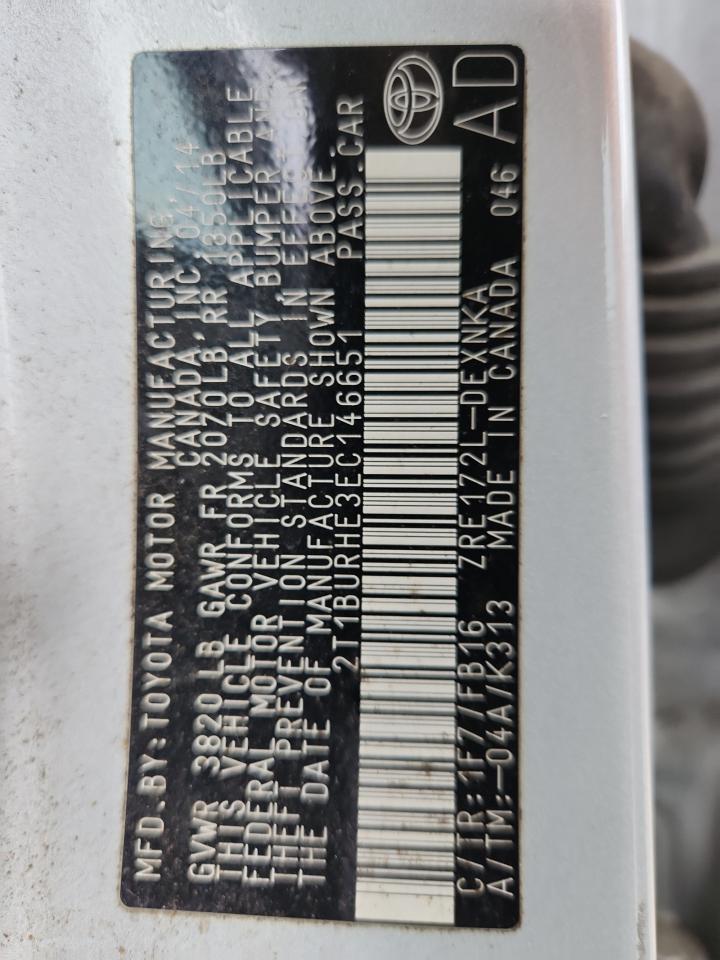 MFD. BY: TOYOTA MOTOR MANUFACTURING
CANADA, INC 04/14
GVWR 3820 LB GAWR FR 2070LB, RR 1850LB
THIS VEHICLE CONFORMS TO ALL APPLICABLE
FEDERAL MOTOR VEHICLE SAFETY, BUMPER AND
THEFT PREVENTION STANDARDS IN EFFECT ON
THE DATE OF MANUFACTURE SHOWN ABOVE.
2T1BURHE3EC146651 PASS. CAR
C/TR: 1F7/FB16 ZRE172L-DEXNKA
A/TM: -04A/K313 MADE IN CANADA 046 AD